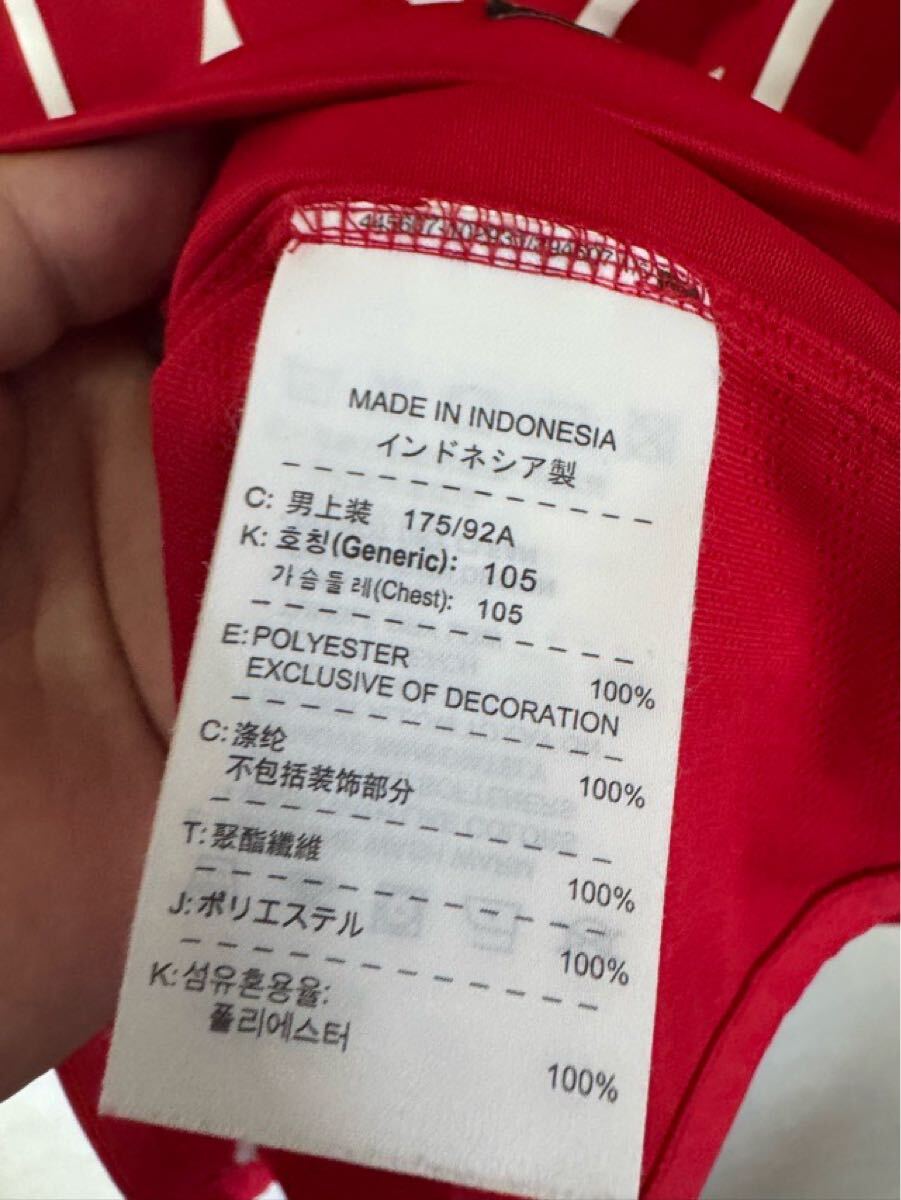 MADE IN INDONESIA
インドネシア製
C: 男上装 175/92A
K: 호칭(Generic): 105
가슴둘레(Chest): 105
E: POLYESTER 100%
EXCLUSIVE OF DECORATION
C: 涤纶 100%
不包括装饰部分
T: 聚酯纖維 100%
J: ポリエステル 100%
K: 섬유혼용율:
폴리에스터 100%